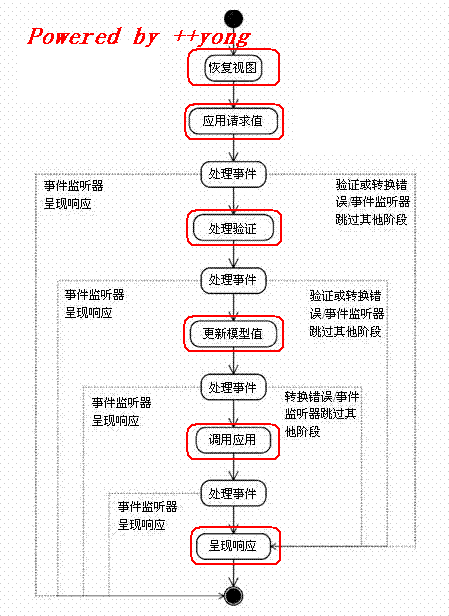 Powered by ++yong
恢复视图
应用请求值
处理事件
事件监听器
呈现响应
验证或转换错
误/事件监听器
跳过其他阶段
处理验证
处理事件
事件监听器
呈现响应
验证或转换错
误/事件监听器
跳过其他阶段
更新模型值
处理事件
事件监听器
呈现响应
转换错误/事件
监听器跳过其
他阶段
调用应用
处理事件
事件监听器
呈现响应
呈现响应